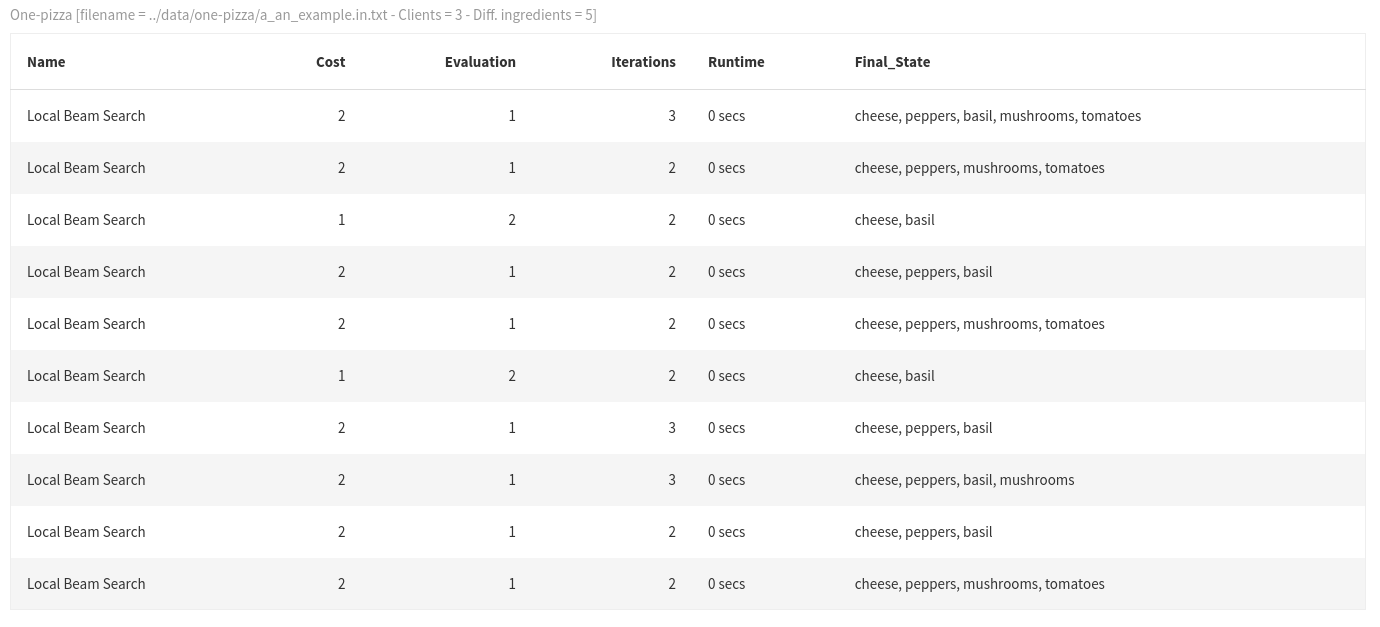 One-pizza [filename = ../data/one-pizza/a_an_example.in.txt - Clients = 3 - Diff. ingredients = 5]
Name Cost Evaluation Iterations Runtime Final_State
Local Beam Search 2 1 3 0 secs cheese, peppers, basil, mushrooms, tomatoes
Local Beam Search 2 1 2 0 secs cheese, peppers, mushrooms, tomatoes
Local Beam Search 1 2 2 0 secs cheese, basil
Local Beam Search 2 1 2 0 secs cheese, peppers, basil
Local Beam Search 2 1 2 0 secs cheese, peppers, mushrooms, tomatoes
Local Beam Search 1 2 2 0 secs cheese, basil
Local Beam Search 2 1 3 0 secs cheese, peppers, basil
Local Beam Search 2 1 3 0 secs cheese, peppers, basil, mushrooms
Local Beam Search 2 1 2 0 secs cheese, peppers, basil
Local Beam Search 2 1 2 0 secs cheese, peppers, mushrooms, tomatoes